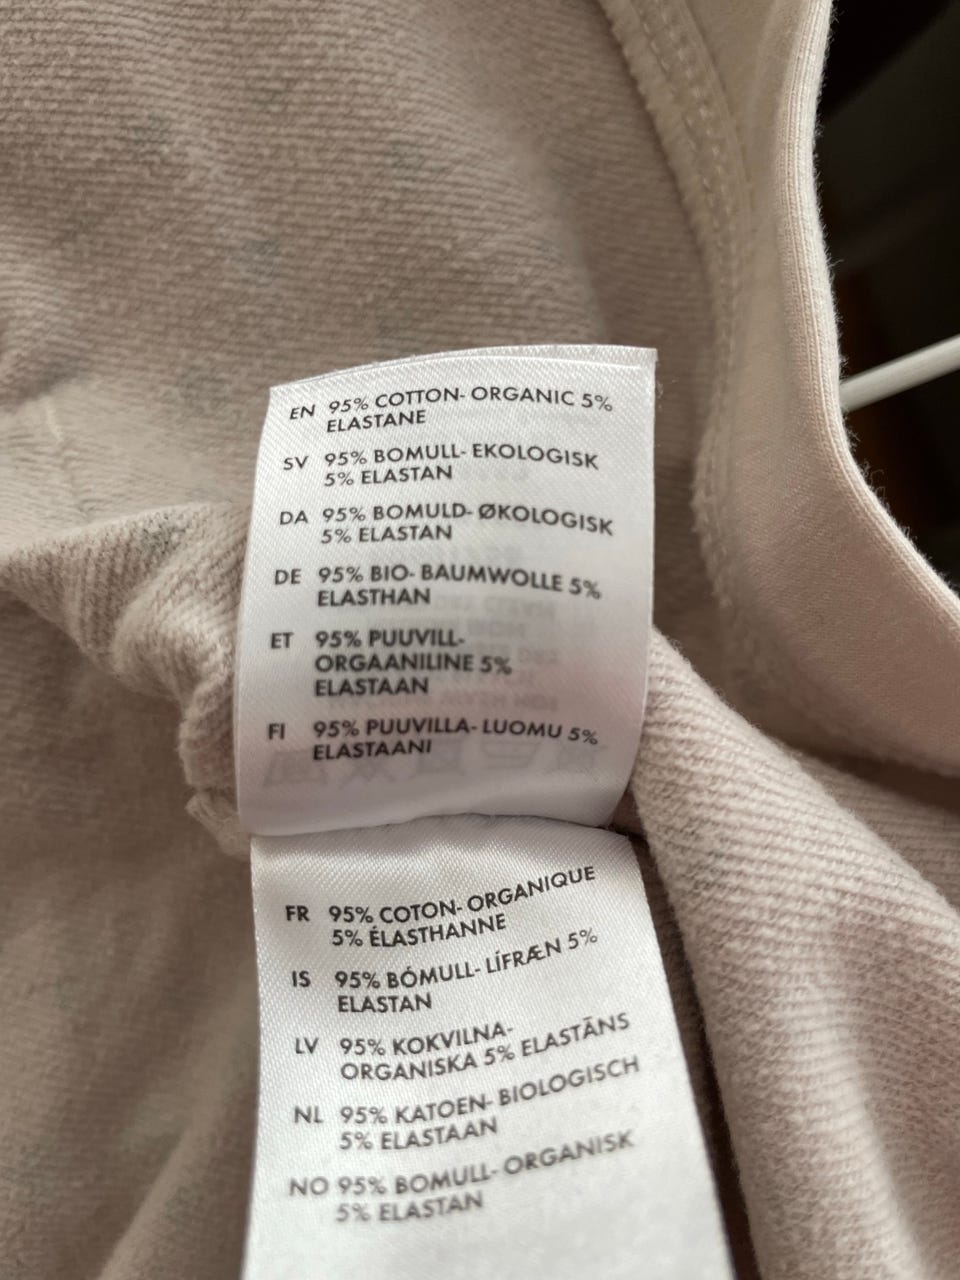 EN 95% COTTON- ORGANIC 5%
ELASTANE
SV 95% BOMULL- EKOLOGISK
5% ELASTAN
DA 95% BOMULD- ØKOLOGISK
5% ELASTAN
DE 95% BIO- BAUMWOLLE 5%
ELASTHAN
ET 95% PUUVILL-
ORGAANILINE 5%
ELASTAAN
FI 95% PUUVILLA- LUOMU 5%
ELASTAANI
FR 95% COTON- ORGANIQUE
5% ÉLASTHANNE
IS 95% BÓMULL- LÍFRÆN 5%
ELASTAN
LV 95% KOKVILNA-
ORGANISKA 5% ELASTĀNS
NL 95% KATOEN- BIOLOGISCH
5% ELASTAAN
NO 95% BOMULL- ORGANISK
5% ELASTAN